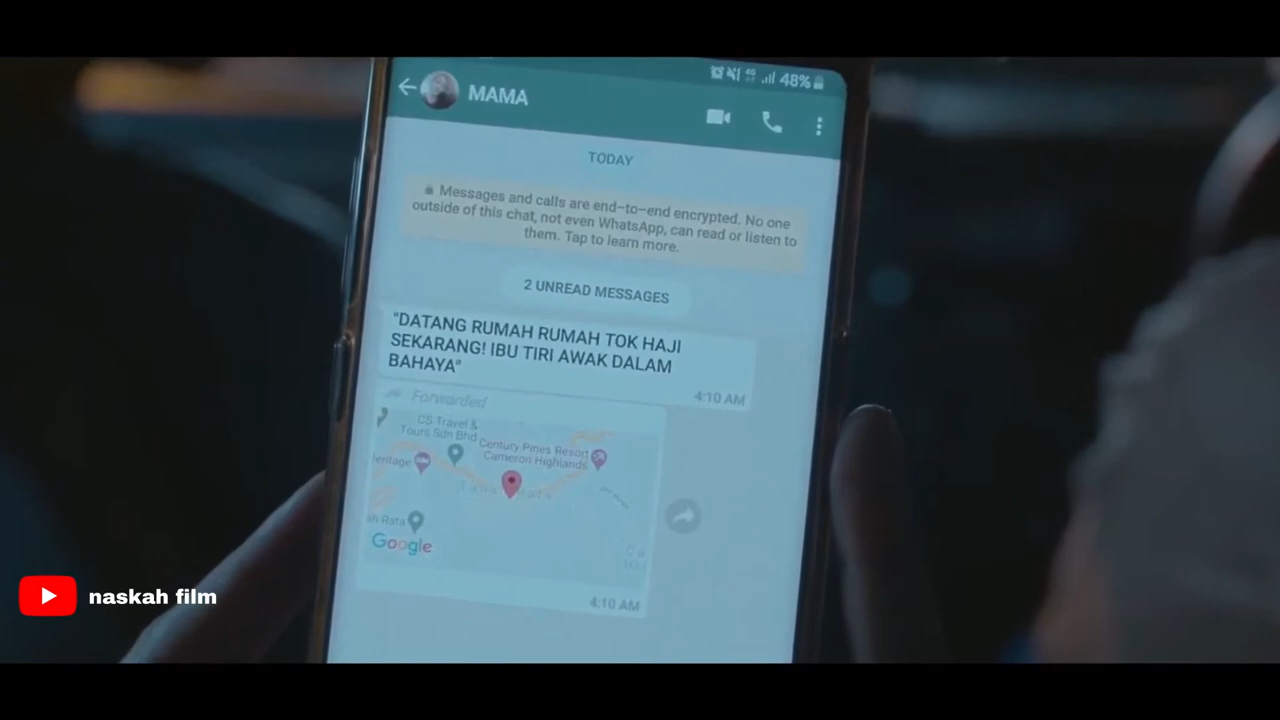 48%
MAMA
TODAY
Messages and calls are end-to-end encrypted. No one
outside of this chat, not even WhatsApp, can read or listen to
them. Tap to learn more.
2 UNREAD MESSAGES
"DATANG RUMAH RUMAH TOK HAJI
SEKARANG! IBU TIRI AWAK DALAM
BAHAYA"
4:10 AM
Forwarded
CS Travel &
Tours Sdn Bhd
Century Pines Resort
Cameron Highlands
ah Rata
Google
4:10 AM
naskah film